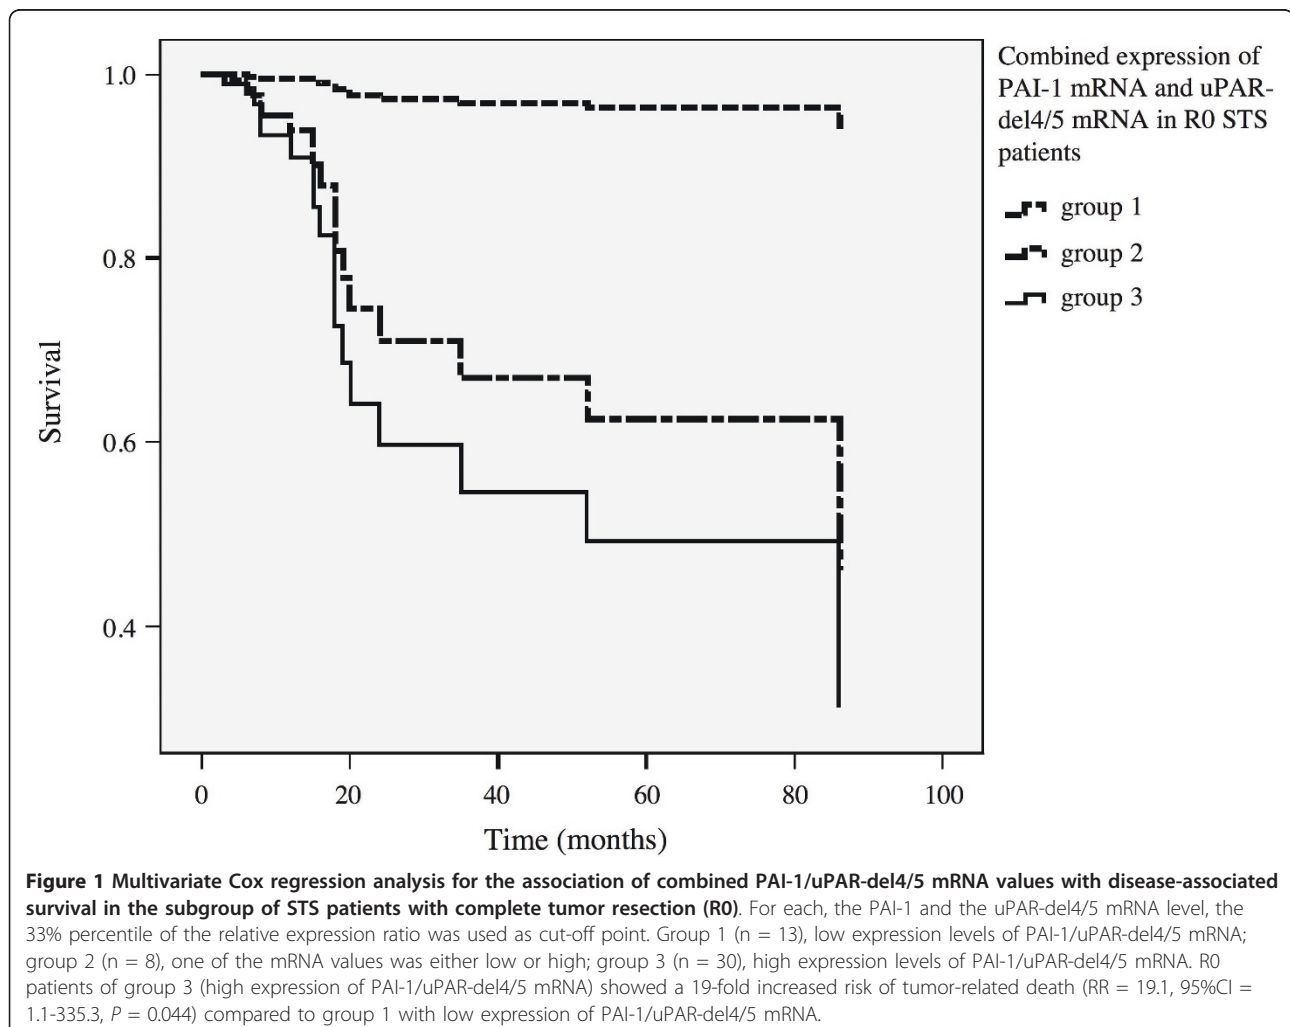 Combined expression of
PAI-1 mRNA and uPAR-
del4/5 mRNA in R0 STS
patients
group 1
group 2
group 3
1.0
0.8
0.6
0.4
Survival
0
20
40
60
80
100
Time (months)
Figure 1 Multivariate Cox regression analysis for the association of combined PAI-1/uPAR-del4/5 mRNA values with disease-associated
survival in the subgroup of STS patients with complete tumor resection (R0). For each, the PAI-1 and the uPAR-del4/5 mRNA level, the
33% percentile of the relative expression ratio was used as cut-off point. Group 1 (n = 13), low expression levels of PAI-1/uPAR-del4/5 mRNA;
group 2 (n = 8), one of the mRNA values was either low or high; group 3 (n = 30), high expression levels of PAI-1/uPAR-del4/5 mRNA. R0
patients of group 3 (high expression of PAI-1/uPAR-del4/5 mRNA) showed a 19-fold increased risk of tumor-related death (RR = 19.1, 95%CI =
1.1-335.3, P = 0.044) compared to group 1 with low expression of PAI-1/uPAR-del4/5 mRNA.